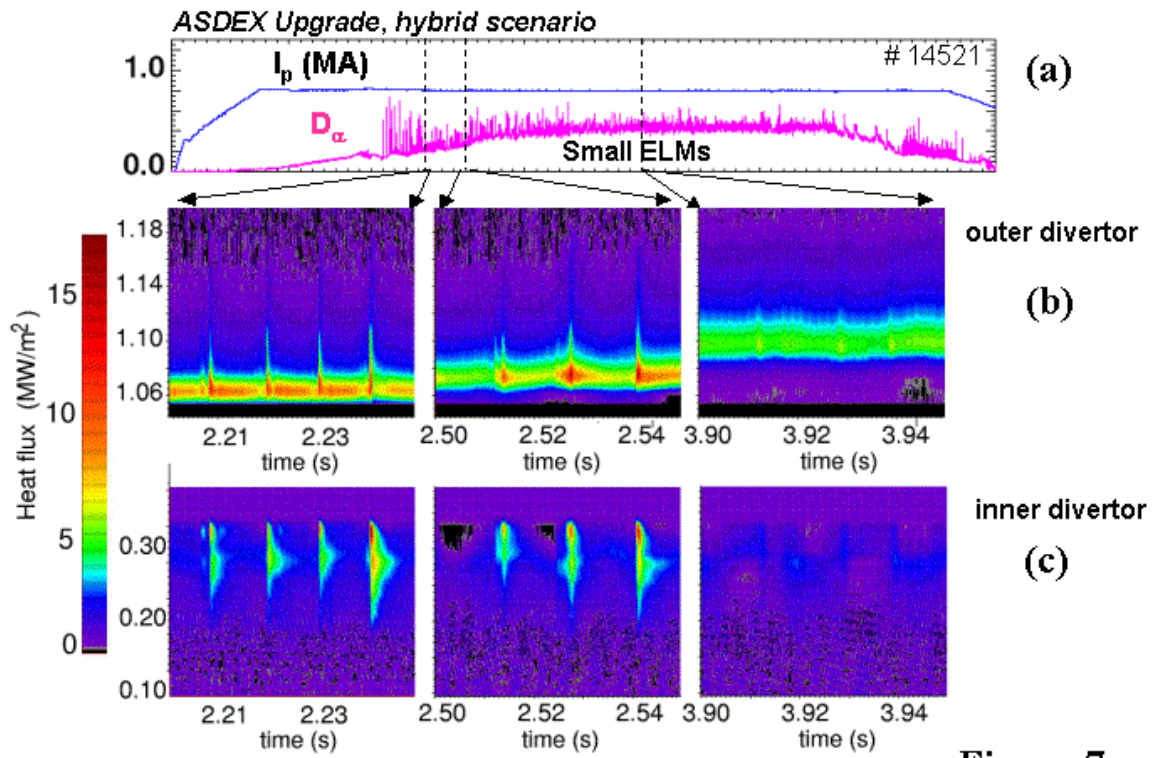 ASDEX Upgrade, hybrid scenario
1.0
0.0
Ip (MA)
Dα
Small ELMs
# 14521
(a)
1.18
1.14
1.10
1.06
outer divertor
(b)
15
10
5
0
Heat flux (MW/m²)
2.21 2.23 2.50 2.52 2.54 3.90 3.92 3.94
time (s) time (s) time (s)
0.30
0.20
0.10
inner divertor
(c)
2.21 2.23 2.50 2.52 2.54 3.90 3.92 3.94
time (s) time (s) time (s)